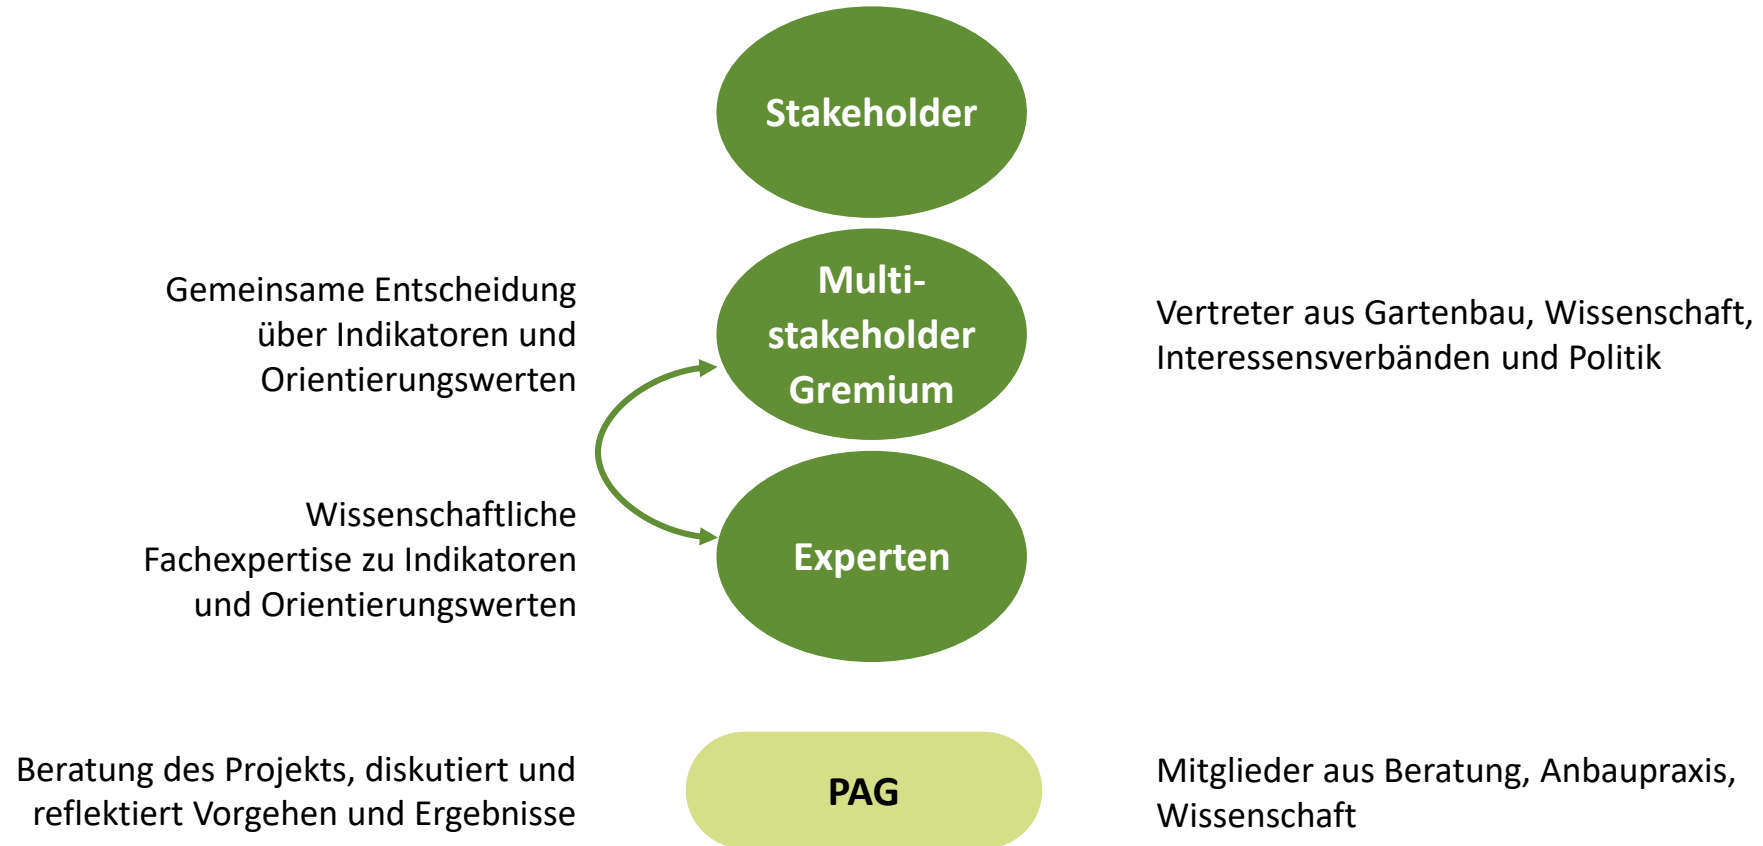 Stakeholder
Gemeinsame Entscheidung
über Indikatoren und
Orientierungswerten
Multi-
stakeholder
Gremium
Vertreter aus Gartenbau, Wissenschaft,
Interessensverbänden und Politik
Wissenschaftliche
Fachexpertise zu Indikatoren
und Orientierungswerten
Experten
Beratung des Projekts, diskutiert und
reflektiert Vorgehen und Ergebnisse
PAG
Mitglieder aus Beratung, Anbaupraxis,
Wissenschaft